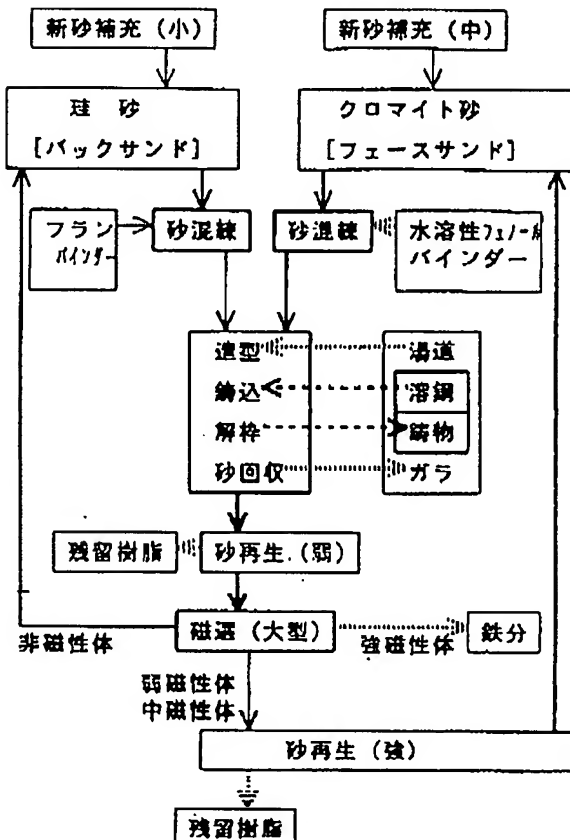 新砂補充（小）
新砂補充（中）
珪砂
[バックサンド]
クロマイト砂
[フェースサンド]
フラン
バインダー
砂混練
砂混練
水溶性フェノール
バインダー
造型
湯道
鋳込
溶鋼
解枠
鋳物
砂回収
ガラ
残留樹脂
砂再生（弱）
非磁性体
磁選（大型）
強磁性体
鉄分
弱磁性体
中磁性体
砂再生（強）
残留樹脂